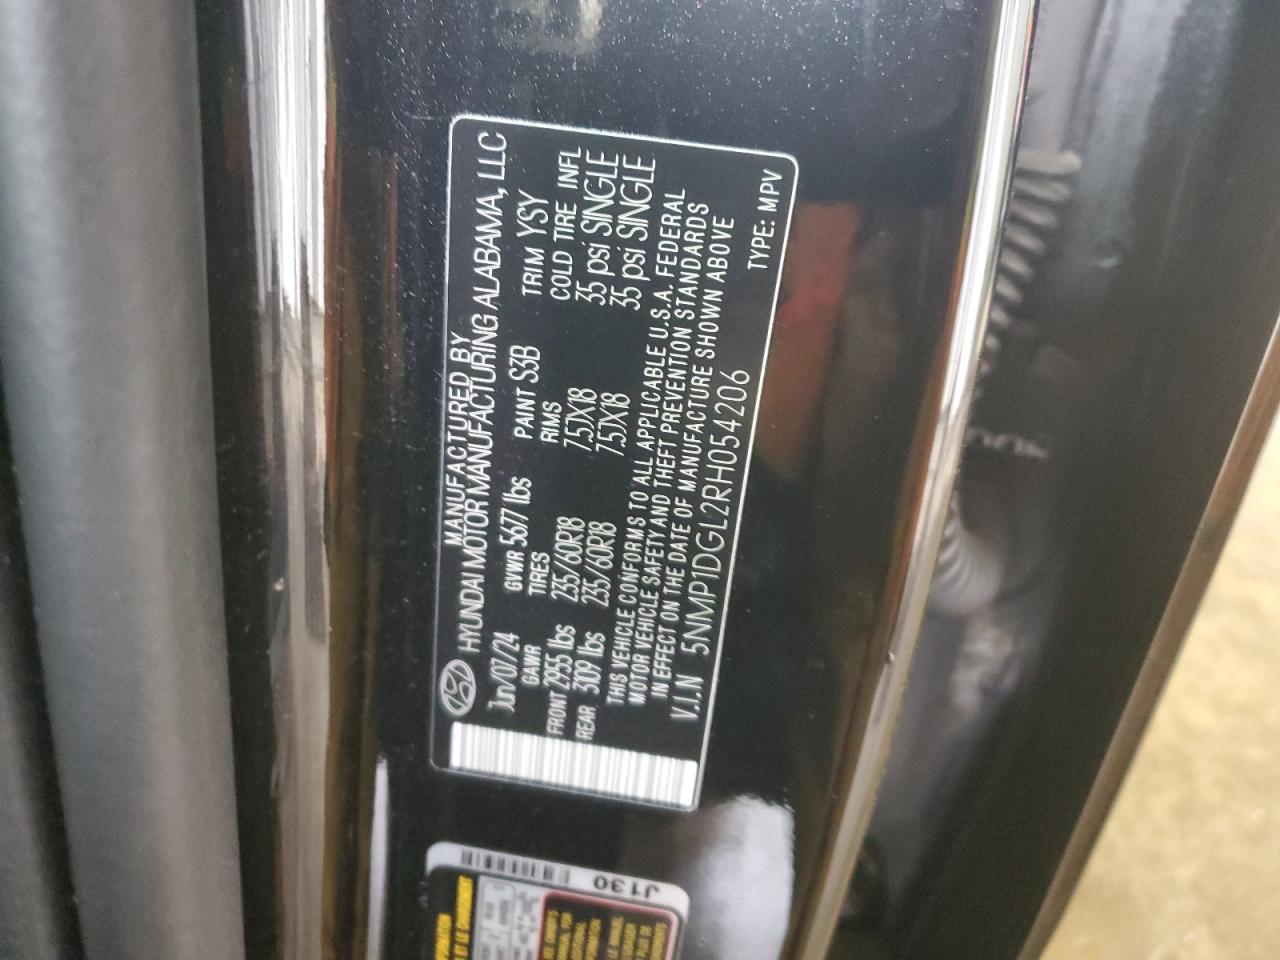 MANUFACTURED BY
HYUNDAI MOTOR MANUFACTURING ALABAMA, LLC
Jun/07/24 GVWR 5677 lbs PAINT S3B TRIM YSY
GAWR TIRES RIMS COLD TIRE INFL
FRONT 2955 lbs 235/60R18 7.5JX18 35 psi SINGLE
REAR 3109 lbs 235/60R18 7.5JX18 35 psi SINGLE
THIS VEHICLE CONFORMS TO ALL APPLICABLE U.S.A. FEDERAL
MOTOR VEHICLE SAFETY AND THEFT PREVENTION STANDARDS
IN EFFECT ON THE DATE OF MANUFACTURE SHOWN ABOVE
V.I.N 5NMP1DGL2RH054206 TYPE: MPV
J1130